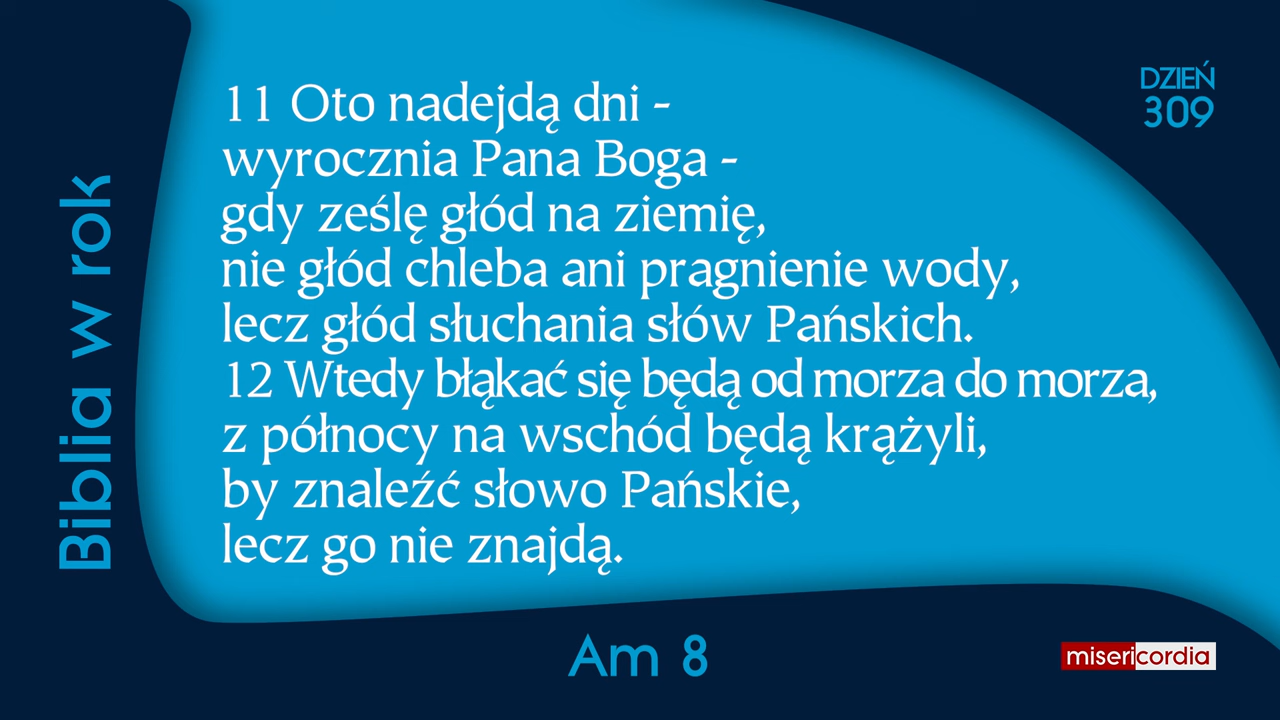 DZIEŃ
309
Biblia w rok
11 Oto nadejdą dni -
wyrocznia Pana Boga -
gdy ześlę głód na ziemię,
nie głód chleba ani pragnienie wody,
lecz głód słuchania słów Pańskich.
12 Wtedy błąkać się będą od morza do morza,
z północy na wschód będą krążyli,
by znaleźć słowo Pańskie,
lecz go nie znajdą.
Am 8
misericordia